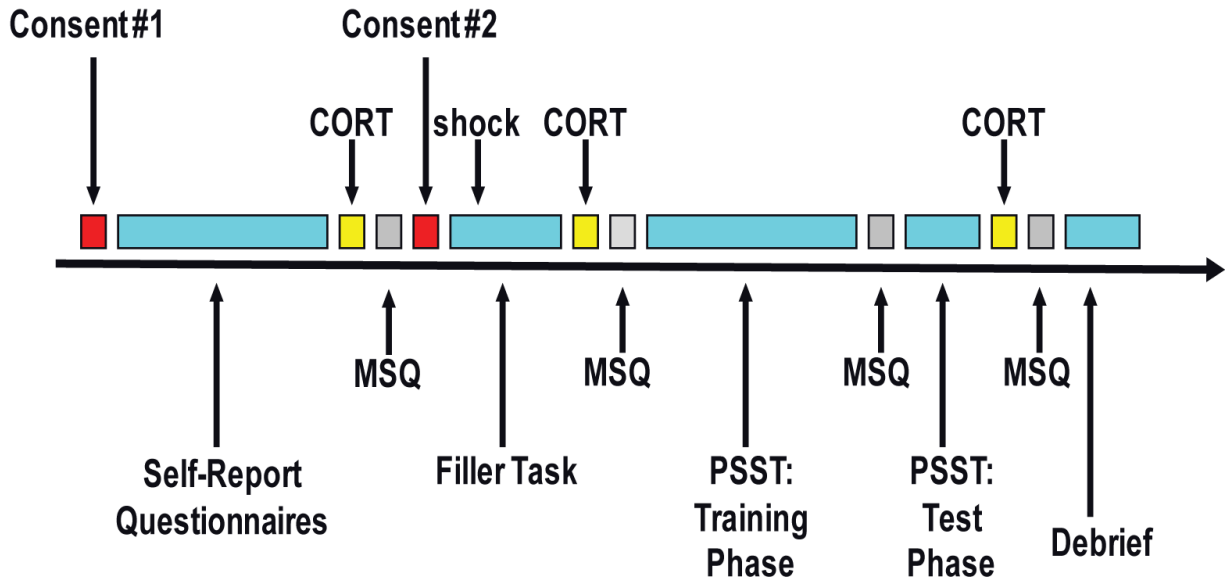 Consent #1
Consent #2
CORT
shock
CORT
CORT
MSQ
MSQ
MSQ
MSQ
Self-Report
Questionnaires
Filler Task
PSST:
Training
Phase
PSST:
Test
Phase
Debrief